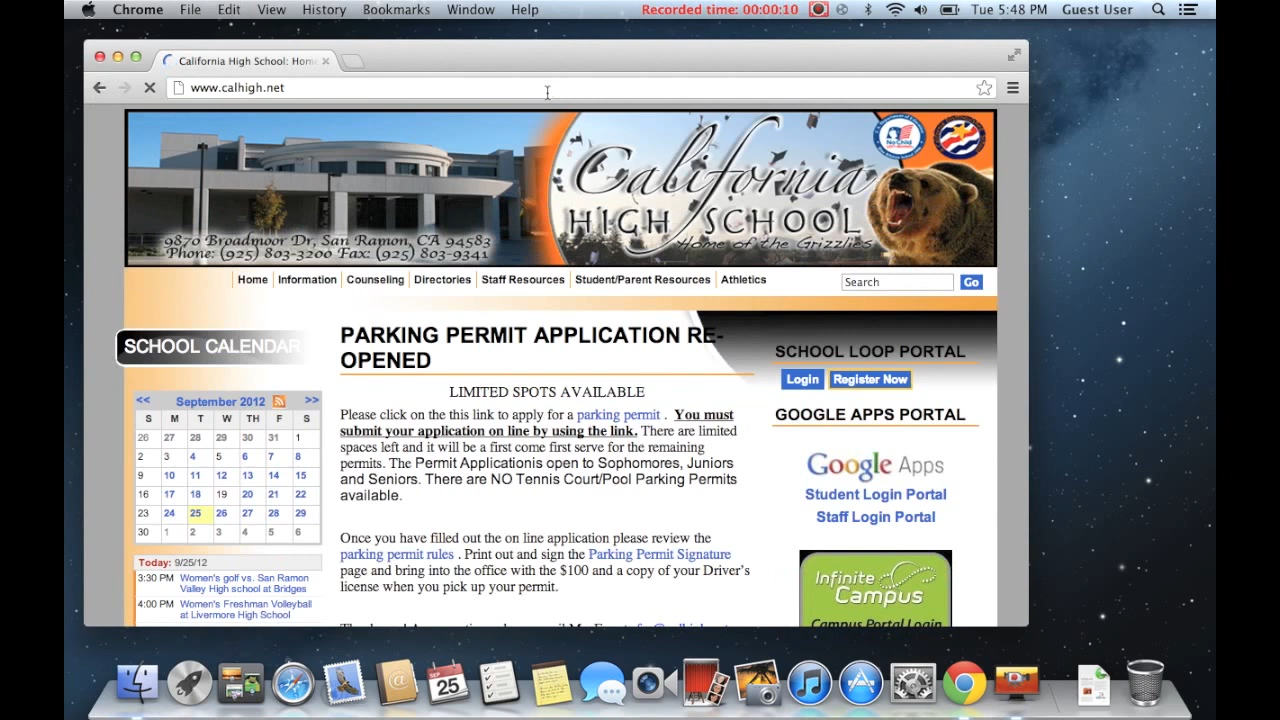 Chrome File Edit View History Bookmarks Window Help Recorded time: 00:00:10 Tue 5:48 PM Guest User
California High School: Hom
www.calhigh.net
California
HIGH SCHOOL
Home of the Grizzlies
9870 Broadmoor Dr, San Ramon, CA 94583
Phone: (925) 803-3200 Fax: (925) 803-9341
No Child
Home Information Counseling Directories Staff Resources Student/Parent Resources Athletics Search Go
SCHOOL CALENDAR
<< September 2012 >>
S M T W TH F S
26 27 28 29 30 31 1
2 3 4 5 6 7 8
9 10 11 12 13 14 15
16 17 18 19 20 21 22
23 24 25 26 27 28 29
30 1 2 3 4 5 6
Today: 9/25/12
3:30 PM Women's golf vs. San Ramon
Valley High school at Bridges
4:00 PM Women's Freshman Volleyball
at Livermore High School
PARKING PERMIT APPLICATION RE-
OPENED
LIMITED SPOTS AVAILABLE
Please click on the this link to apply for a parking permit . You must
submit your application on line by using the link. There are limited
spaces left and it will be a first come first serve for the remaining
permits. The Permit Applicationis open to Sophomores, Juniors
and Seniors. There are NO Tennis Court/Pool Parking Permits
available.
Once you have filled out the on line application please review the
parking permit rules . Print out and sign the Parking Permit Signature
page and bring into the office with the $100 and a copy of your Driver's
license when you pick up your permit.
SCHOOL LOOP PORTAL
Login Register Now
GOOGLE APPS PORTAL
Google Apps
Student Login Portal
Staff Login Portal
Infinite
Campus
Campus Portal Login
SEP
25